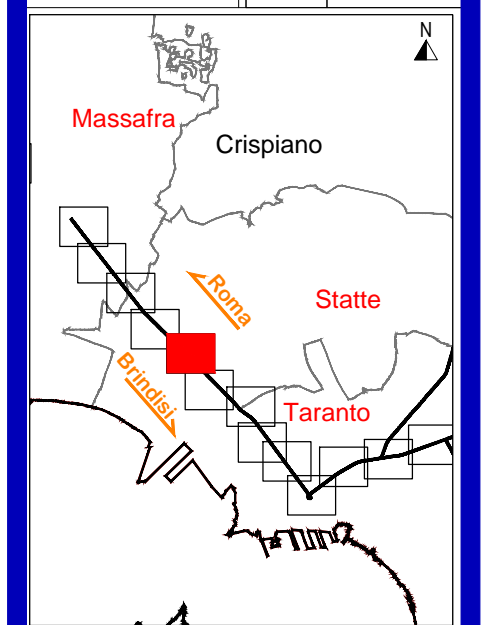 N
Massafra
Crispiano
Roma
Statte
Brindisi
Taranto